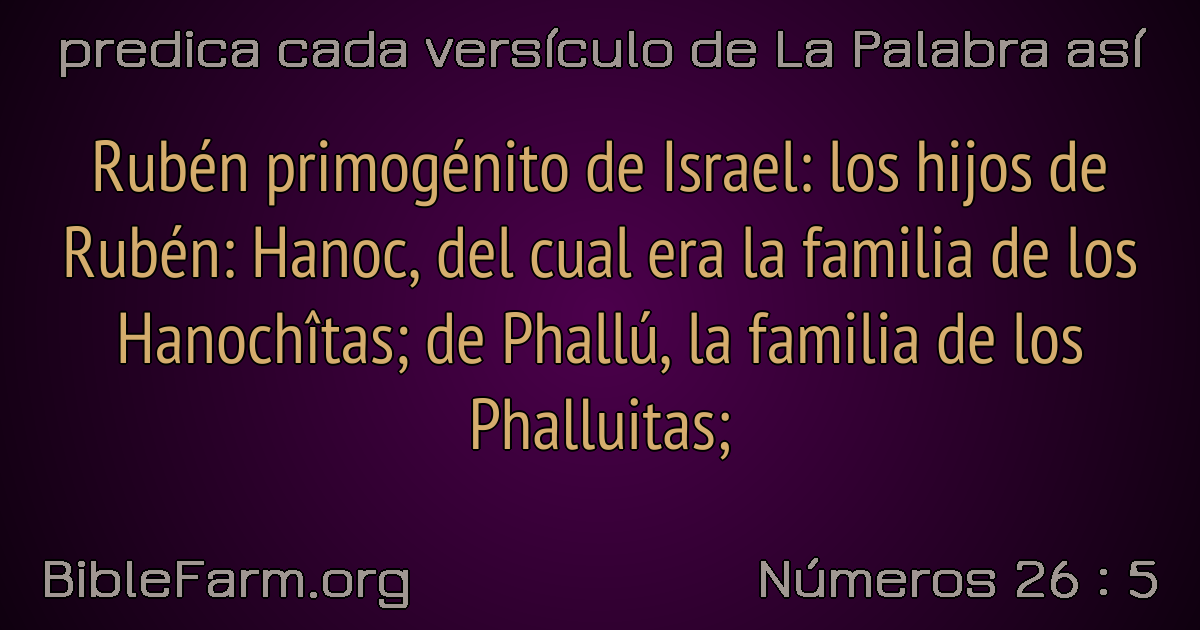 predica cada versículo de La Palabra así
Rubén primogénito de Israel: los hijos de
Rubén: Hanoc, del cual era la familia de los
Hanochîtas; de Phallú, la familia de los
Phalluitas;
BibleFarm.org
Números 26 : 5